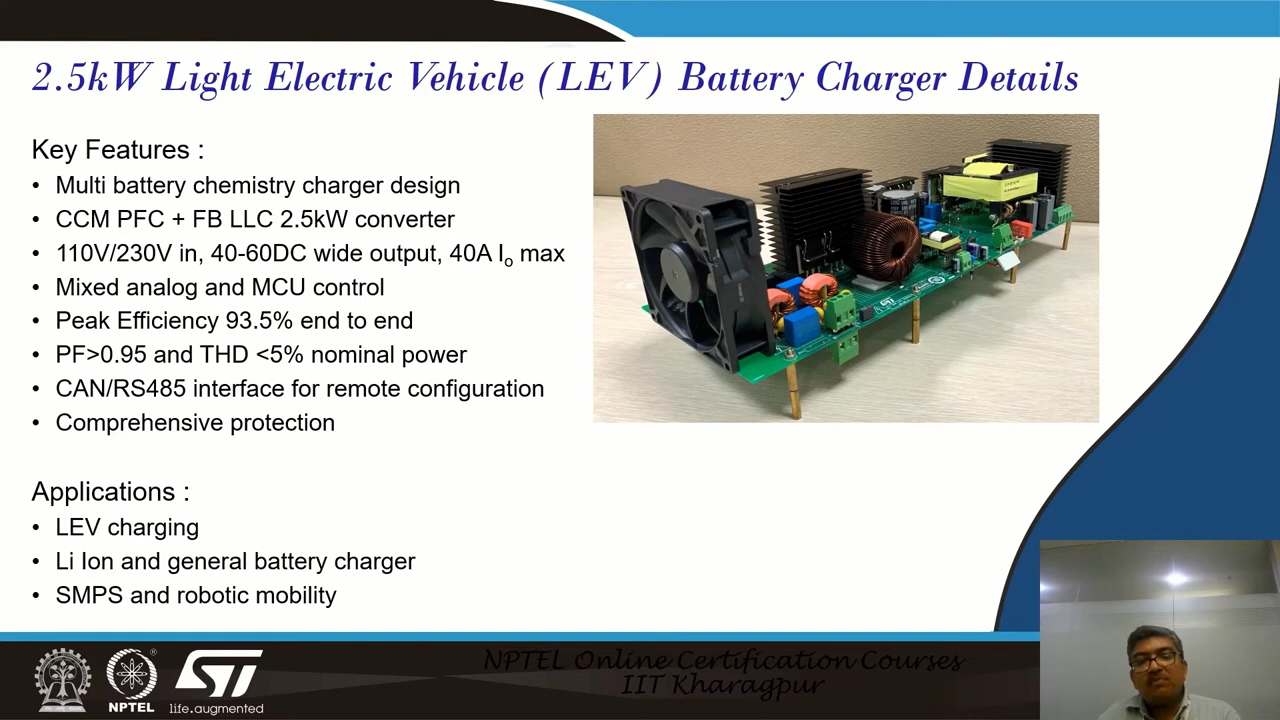 2.5kW Light Electric Vehicle (LEV) Battery Charger Details
Key Features :
• Multi battery chemistry charger design
• CCM PFC + FB LLC 2.5kW converter
• 110V/230V in, 40-60DC wide output, 40A Io max
• Mixed analog and MCU control
• Peak Efficiency 93.5% end to end
• PF>0.95 and THD <5% nominal power
• CAN/RS485 interface for remote configuration
• Comprehensive protection
Applications :
• LEV charging
• Li Ion and general battery charger
• SMPS and robotic mobility
NPTEL
ST
life.augmented
NPTEL Online Certification Courses
IIT Kharagpur